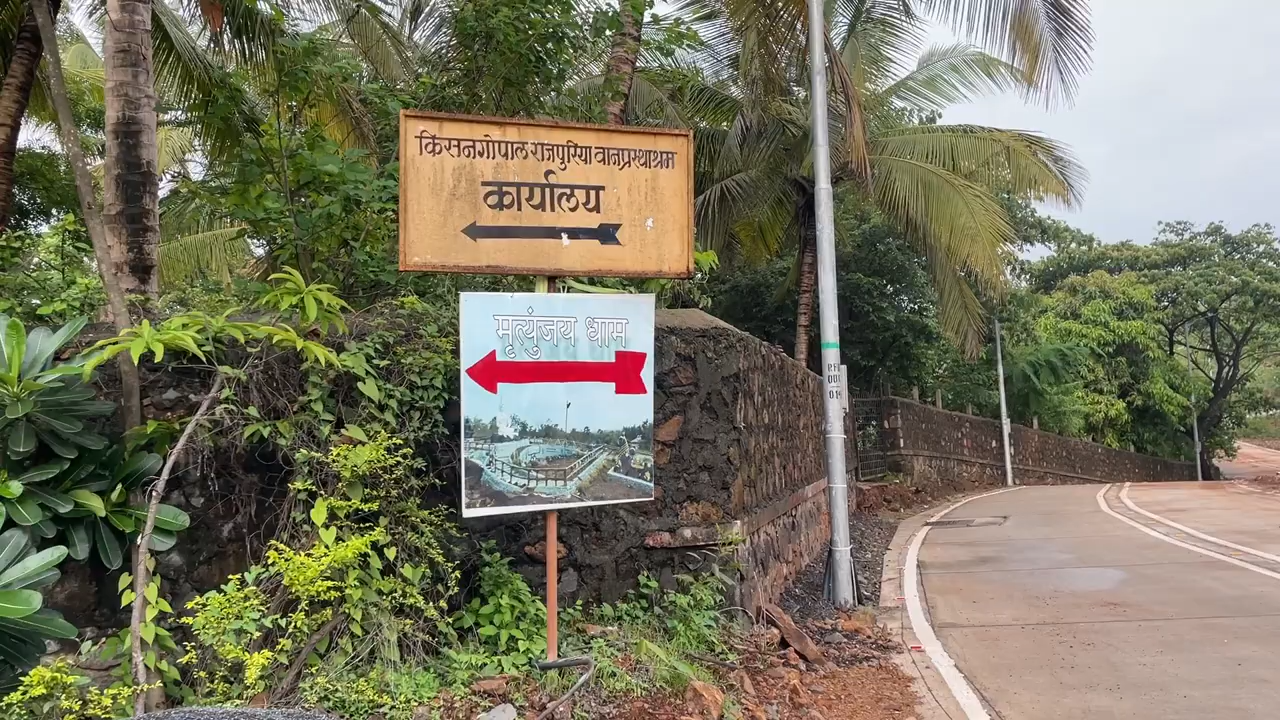 किसनगोपाल राजपुरिया वानप्रस्थाश्रम
कार्यालय
मृत्युंजय धाम